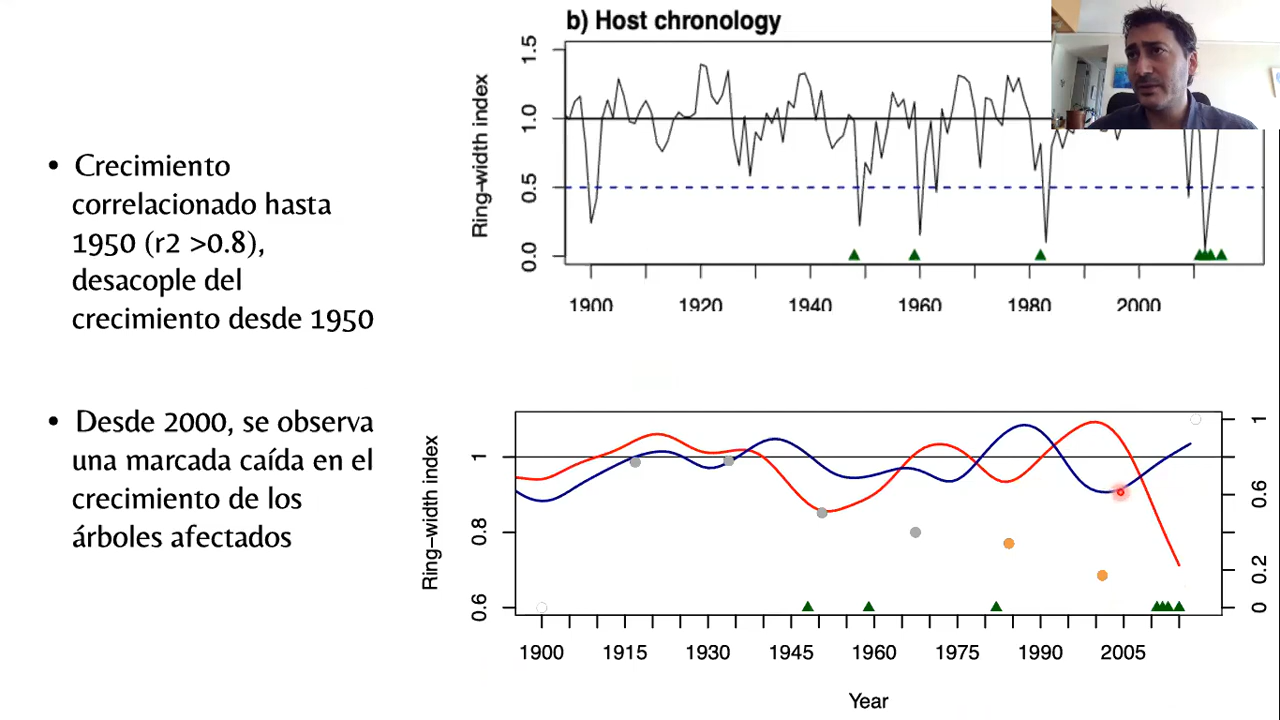 b) Host chronology
Ring-width index
1.5
1.0
0.5
0.0
1900 1920 1940 1960 1980 2000
• Crecimiento
correlacionado hasta
1950 (r2 >0.8),
desacople del
crecimiento desde 1950
• Desde 2000, se observa
una marcada caída en el
crecimiento de los
árboles afectados
Ring-width index
1
0.8
0.6
1
0.6
0.2
0
1900 1915 1930 1945 1960 1975 1990 2005
Year